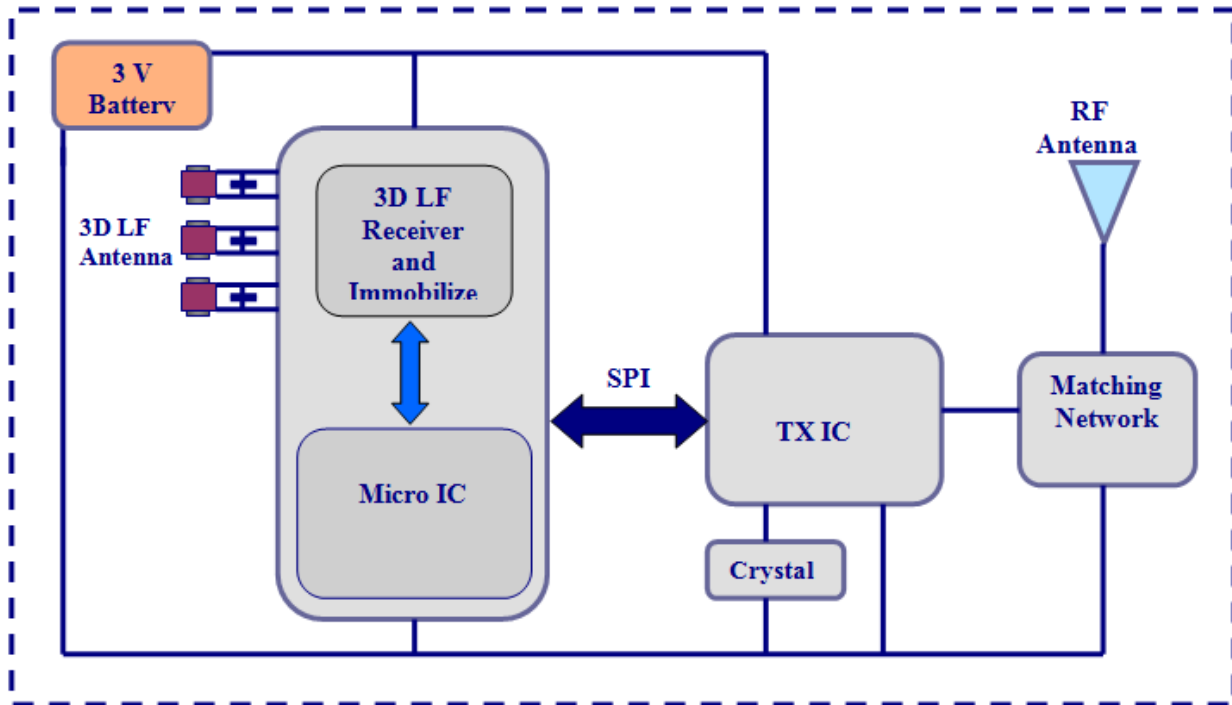 3 V
Battery
3D LF
Antenna
3D LF
Receiver
and
Immobilize
Micro IC
SPI
TX IC
Crystal
RF
Antenna
Matching
Network